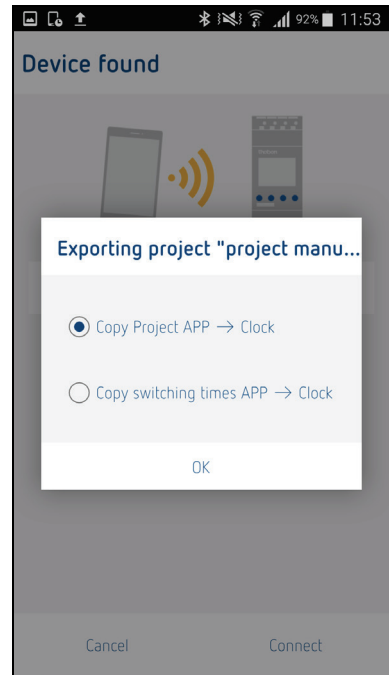 92% 11:53
Device found
Exporting project "project manu...
Copy Project APP → Clock
Copy switching times APP → Clock
OK
Cancel Connect